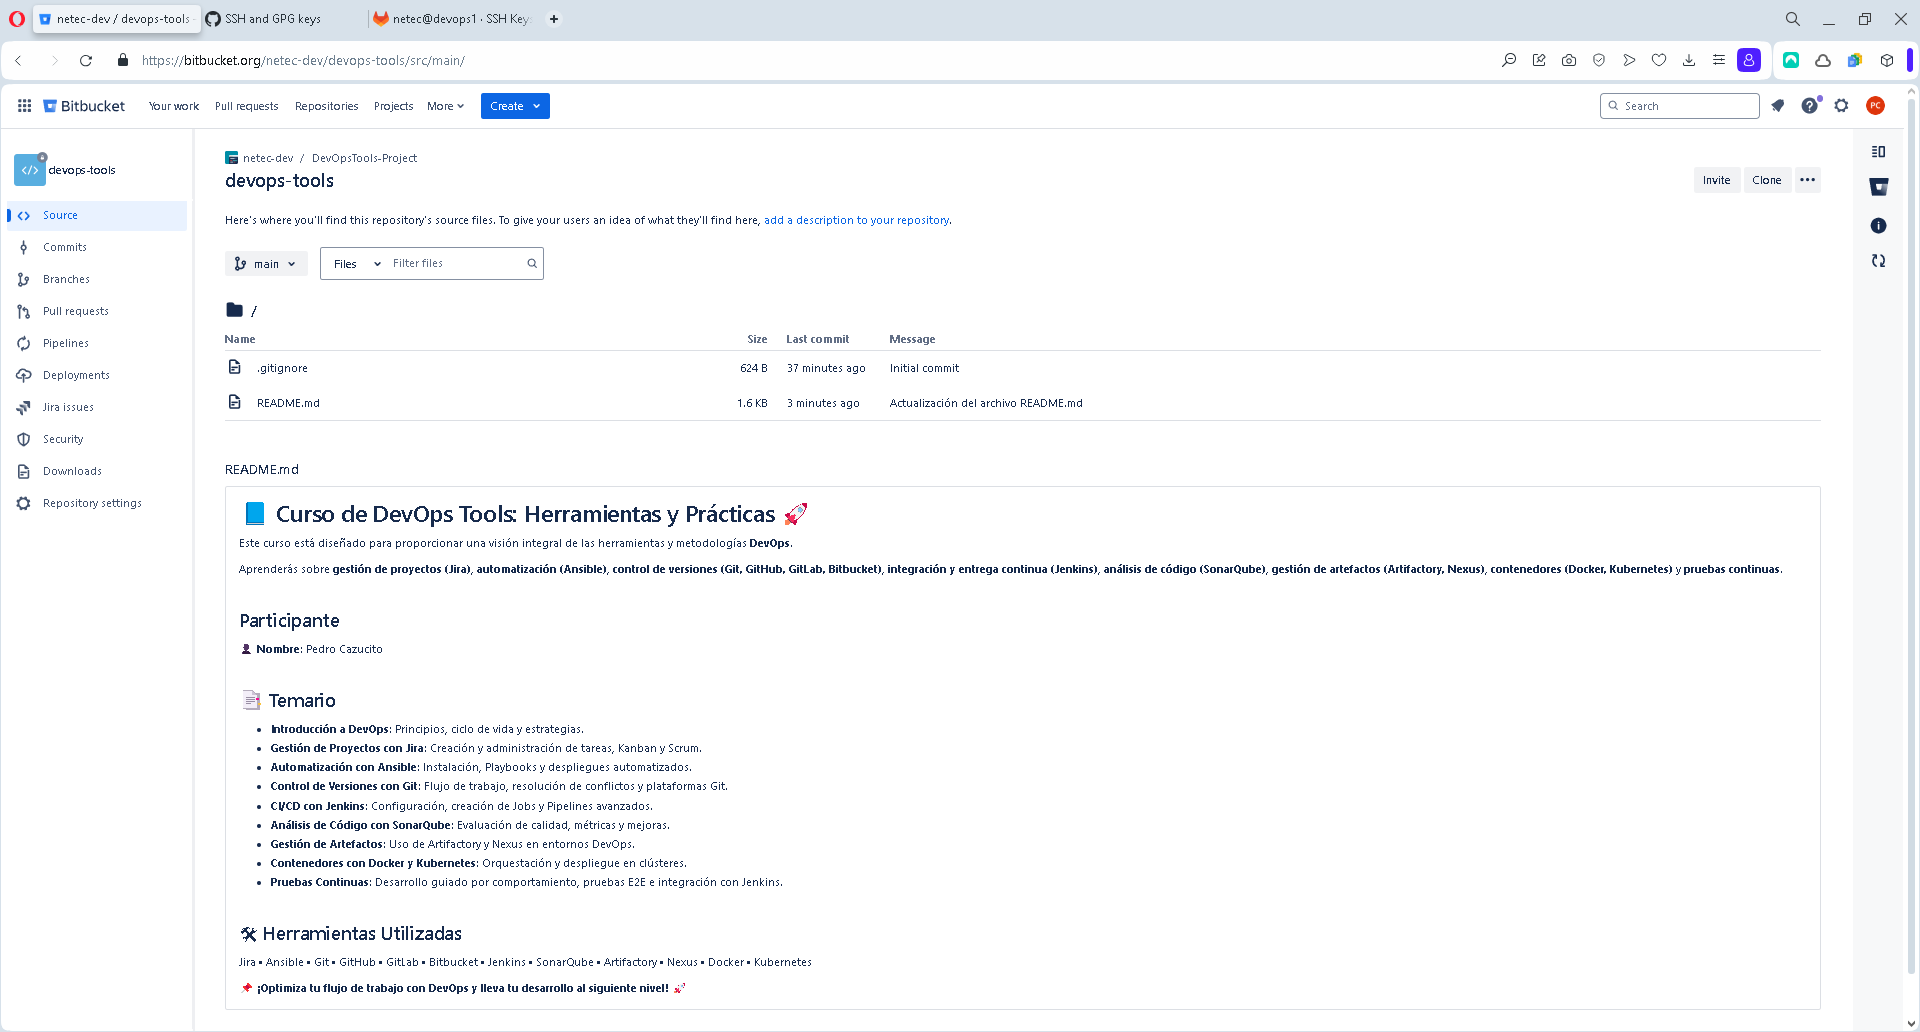 netec-dev / devops-tools
SSH and GPG keys
netec@devops1 · SSH Key
https://bitbucket.org/netec-dev/devops-tools/src/main/
Bitbucket
Your work
Pull requests
Repositories
Projects
More
Create
Search
PC
devops-tools
Source
Commits
Branches
Pull requests
Pipelines
Deployments
Jira issues
Security
Downloads
Repository settings
netec-dev / DevOpsTools-Project
devops-tools
Invite
Clone
Here's where you'll find this repository's source files. To give your users an idea of what they'll find here, add a description to your repository.
main
Files
Filter files
/
Name Size Last commit Message
.gitignore 624 B 37 minutes ago Initial commit
README.md 1.6 KB 3 minutes ago Actualización del archivo README.md
README.md
📘 Curso de DevOps Tools: Herramientas y Prácticas 🚀
Este curso está diseñado para proporcionar una visión integral de las herramientas y metodologías DevOps.
Aprenderás sobre gestión de proyectos (Jira), automatización (Ansible), control de versiones (Git, GitHub, GitLab, Bitbucket), integración y entrega continua (Jenkins), análisis de código (SonarQube), gestión de artefactos (Artifactory, Nexus), contenedores (Docker, Kubernetes) y pruebas continuas.
Participante
👤 Nombre: Pedro Cazucito
📑 Temario
• Introducción a DevOps: Principios, ciclo de vida y estrategias.
• Gestión de Proyectos con Jira: Creación y administración de tareas, Kanban y Scrum.
• Automatización con Ansible: Instalación, Playbooks y despliegues automatizados.
• Control de Versiones con Git: Flujo de trabajo, resolución de conflictos y plataformas Git.
• CI/CD con Jenkins: Configuración, creación de Jobs y Pipelines avanzados.
• Análisis de Código con SonarQube: Evaluación de calidad, métricas y mejoras.
• Gestión de Artefactos: Uso de Artifactory y Nexus en entornos DevOps.
• Contenedores con Docker y Kubernetes: Orquestación y despliegue en clústeres.
• Pruebas Continuas: Desarrollo guiado por comportamiento, pruebas E2E e integración con Jenkins.
🛠 Herramientas Utilizadas
Jira ▪ Ansible ▪ Git ▪ GitHub ▪ GitLab ▪ Bitbucket ▪ Jenkins ▪ SonarQube ▪ Artifactory ▪ Nexus ▪ Docker ▪ Kubernetes
📌 ¡Optimiza tu flujo de trabajo con DevOps y lleva tu desarrollo al siguiente nivel! 🚀